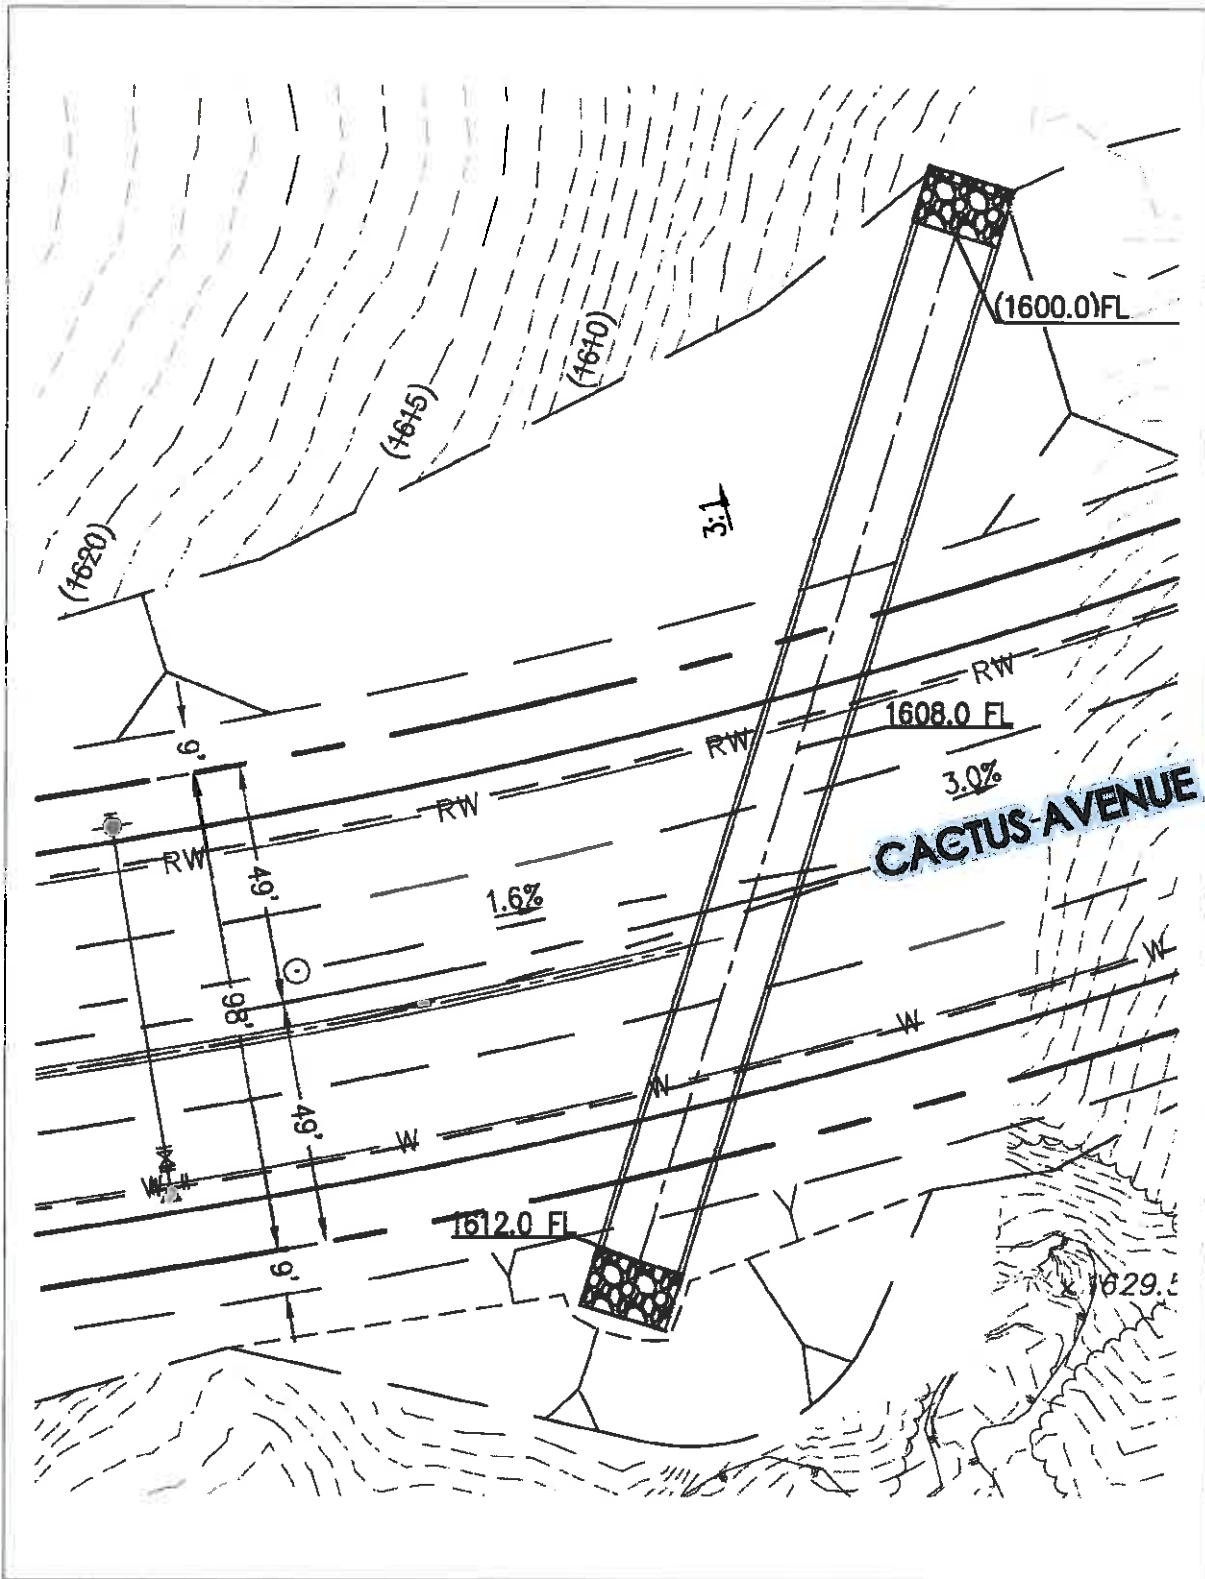 (1600.0)FL
(1610)
(1615)
3:1
(1620)
RW
1608.0 FL
9'
RW
3.0%
CACTUS AVENUE
RW
RW
49'
1.6%
W
98'
W
W
49'
W
W
1612.0 FL
9'
x 1629.5